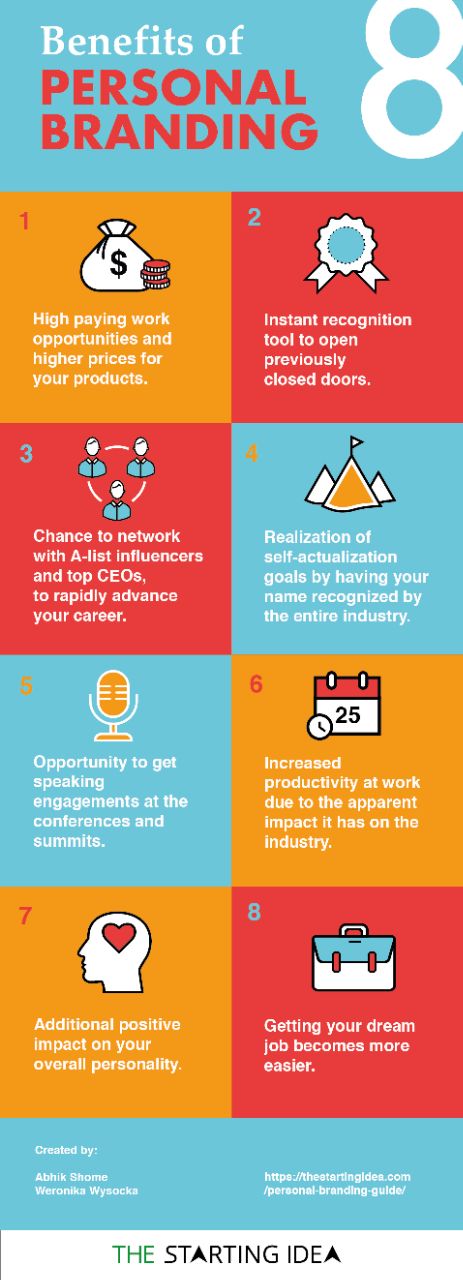 Benefits of
PERSONAL
BRANDING
8
1
$
High paying work
opportunities and
higher prices for
your products.
2
Instant recognition
tool to open
previously
closed doors.
3
Chance to network
with A-list influencers
and top CEOs,
to rapidly advance
your career.
4
Realization of
self-actualization
goals by having your
name recognized by
the entire industry.
5
Opportunity to get
speaking
engagements at the
conferences and
summits.
6
25
Increased
productivity at work
due to the apparent
impact it has on the
industry.
7
Additional positive
impact on your
overall personality.
8
Getting your dream
job becomes more
easier.
Created by:
Abhik Shome
Weronika Wysocka
https://thestartingidea.com
/personal-branding-guide/
THE STARTING IDEA